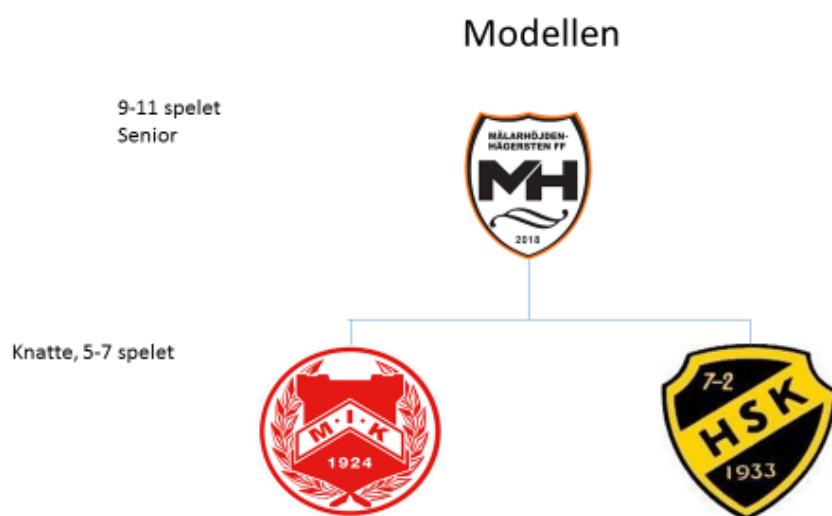 Modellen
9-11 spelet
Senior
MÄLARHÖJDEN-
HÄGERSTEN FF
MH
2018
Knatte, 5-7 spelet
M·I·K
1924
7-2
HSK
1933